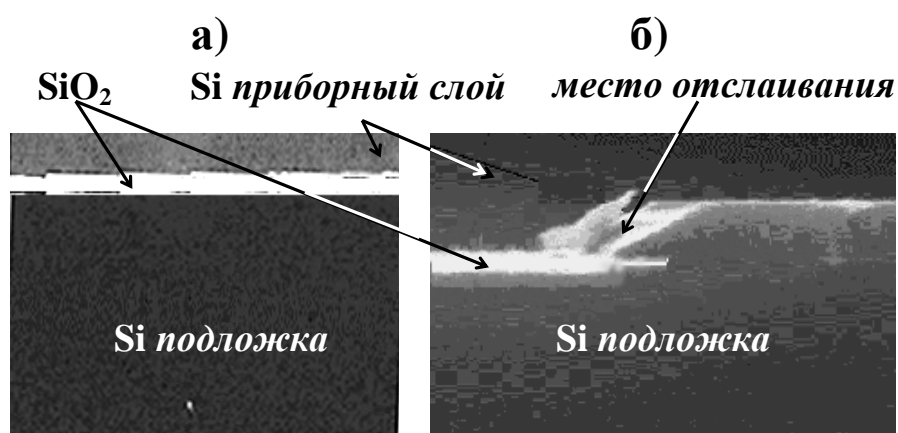 а) б)
SiO2 Si приборный слой место отслаивания
Si подложка Si подложка